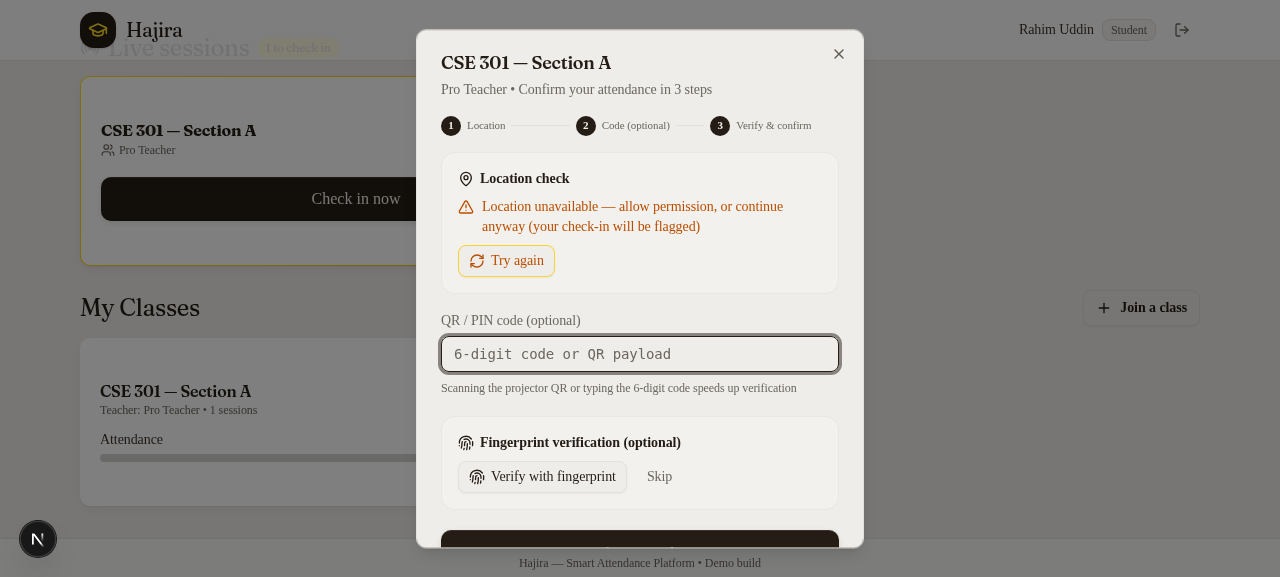 Hajira
Rahim Uddin
Student
Live sessions
1 to check in
CSE 301 — Section A
Pro Teacher
Check in now
My Classes
Join a class
CSE 301 — Section A
Teacher: Pro Teacher • 1 sessions
Attendance
CSE 301 — Section A
Pro Teacher • Confirm your attendance in 3 steps
1 Location
2 Code (optional)
3 Verify & confirm
Location check
Location unavailable — allow permission, or continue
anyway (your check-in will be flagged)
Try again
QR / PIN code (optional)
6-digit code or QR payload
Scanning the projector QR or typing the 6-digit code speeds up verification
Fingerprint verification (optional)
Verify with fingerprint
Skip
N
Hajira — Smart Attendance Platform • Demo build